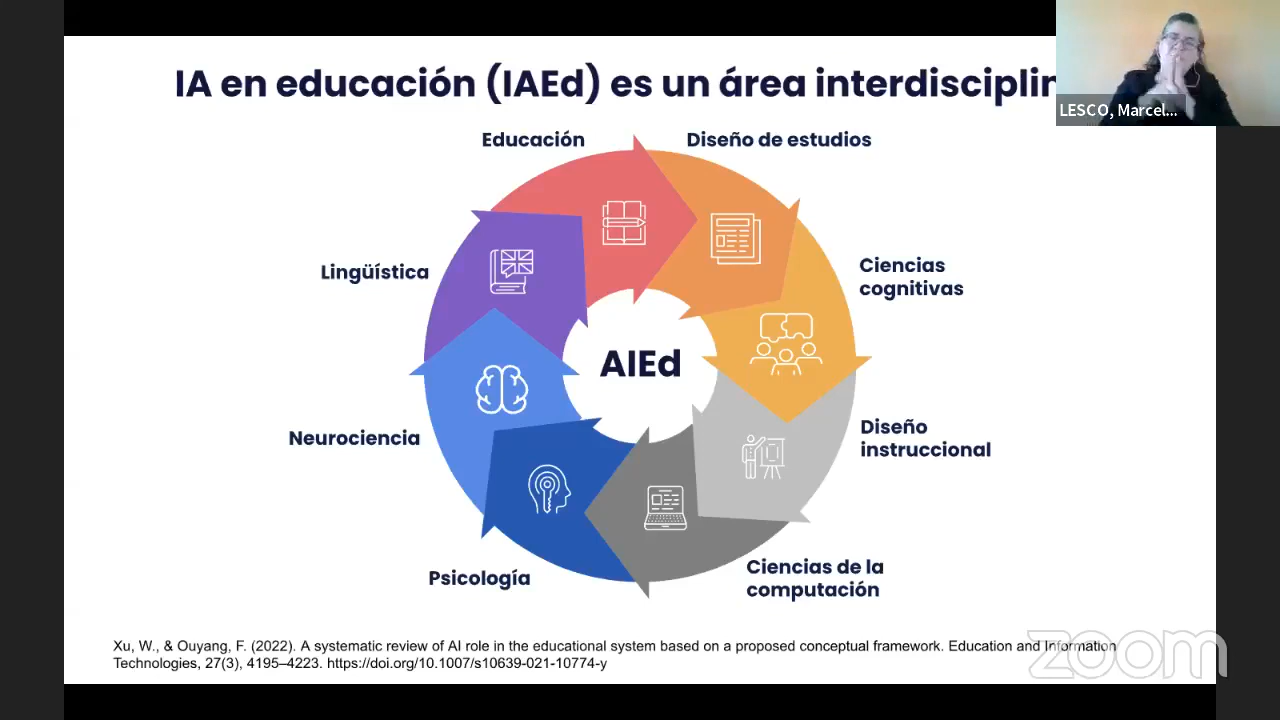 IA en educación (IAEd) es un área interdisciplin
LESCO, Marcel...
Educación
Diseño de estudios
Lingüística
Ciencias
cognitivas
AIEd
Neurociencia
Diseño
instruccional
Psicología
Ciencias de la
computación
Xu, W., & Ouyang, F. (2022). A systematic review of AI role in the educational system based on a proposed conceptual framework. Education and Information
Technologies, 27(3), 4195–4223. https://doi.org/10.1007/s10639-021-10774-y
zoom